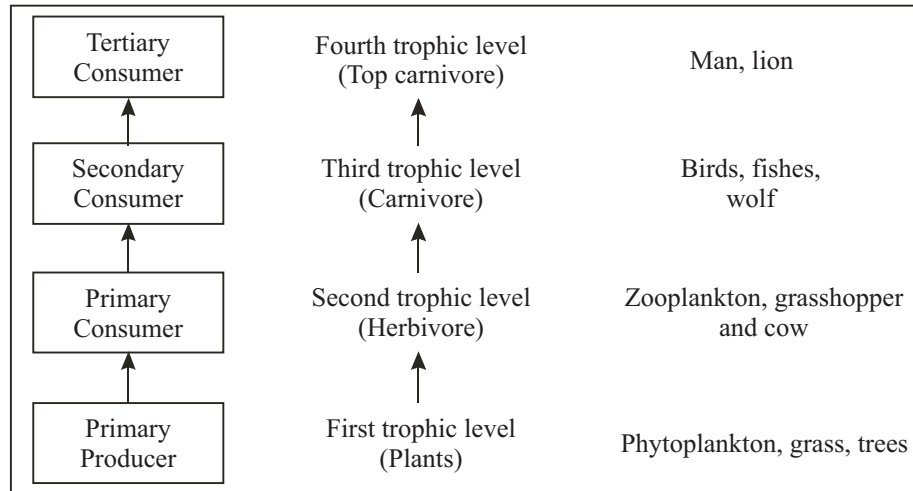 Tertiary
Consumer
Fourth trophic level
(Top carnivore)
Man, lion
Secondary
Consumer
Third trophic level
(Carnivore)
Birds, fishes,
wolf
Primary
Consumer
Second trophic level
(Herbivore)
Zooplankton, grasshopper
and cow
Primary
Producer
First trophic level
(Plants)
Phytoplankton, grass, trees